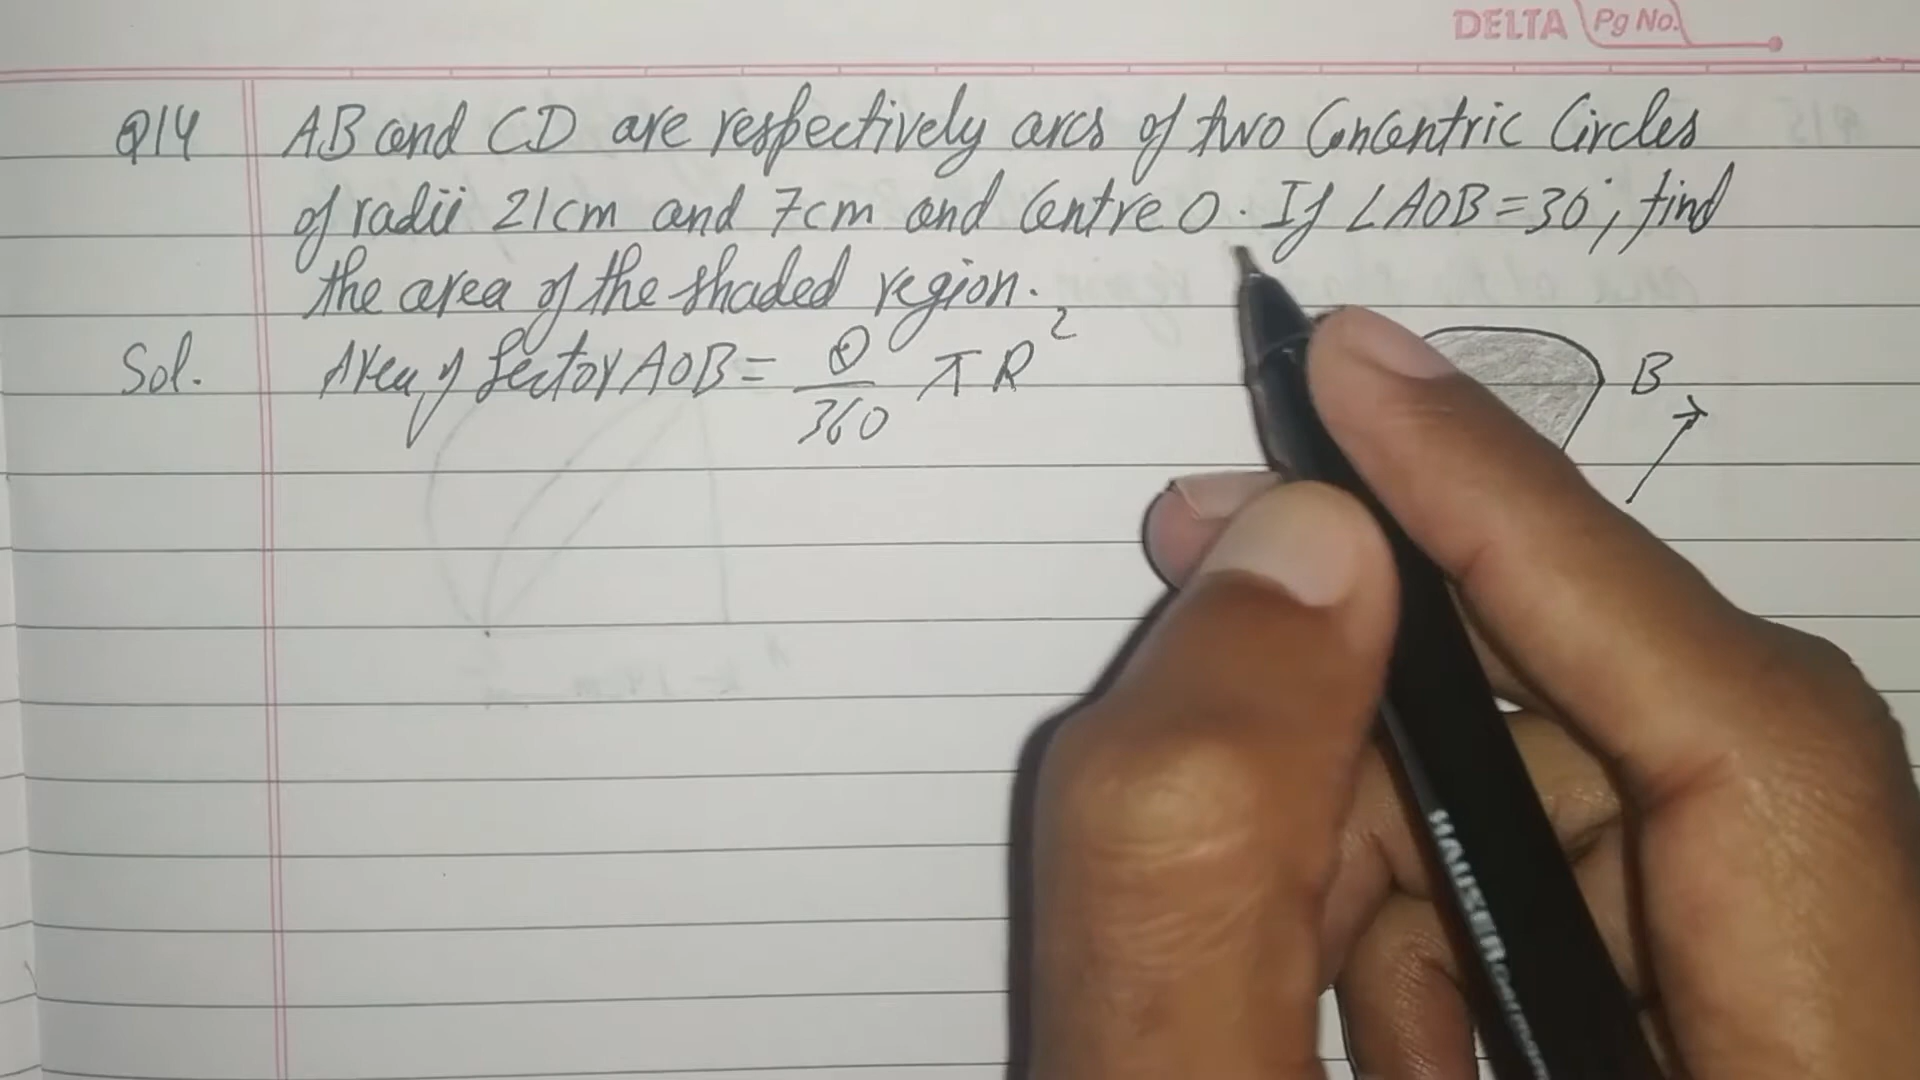 DELTA Pg No.
Q14 AB and CD are respectively arcs of two Concentric Circles
of radii 21cm and 7cm and Centre O. If ∠AOB=30°, find
the area of the shaded region.
Sol. Area of Sector AOB = θ/360 πR²
B
HAUSER